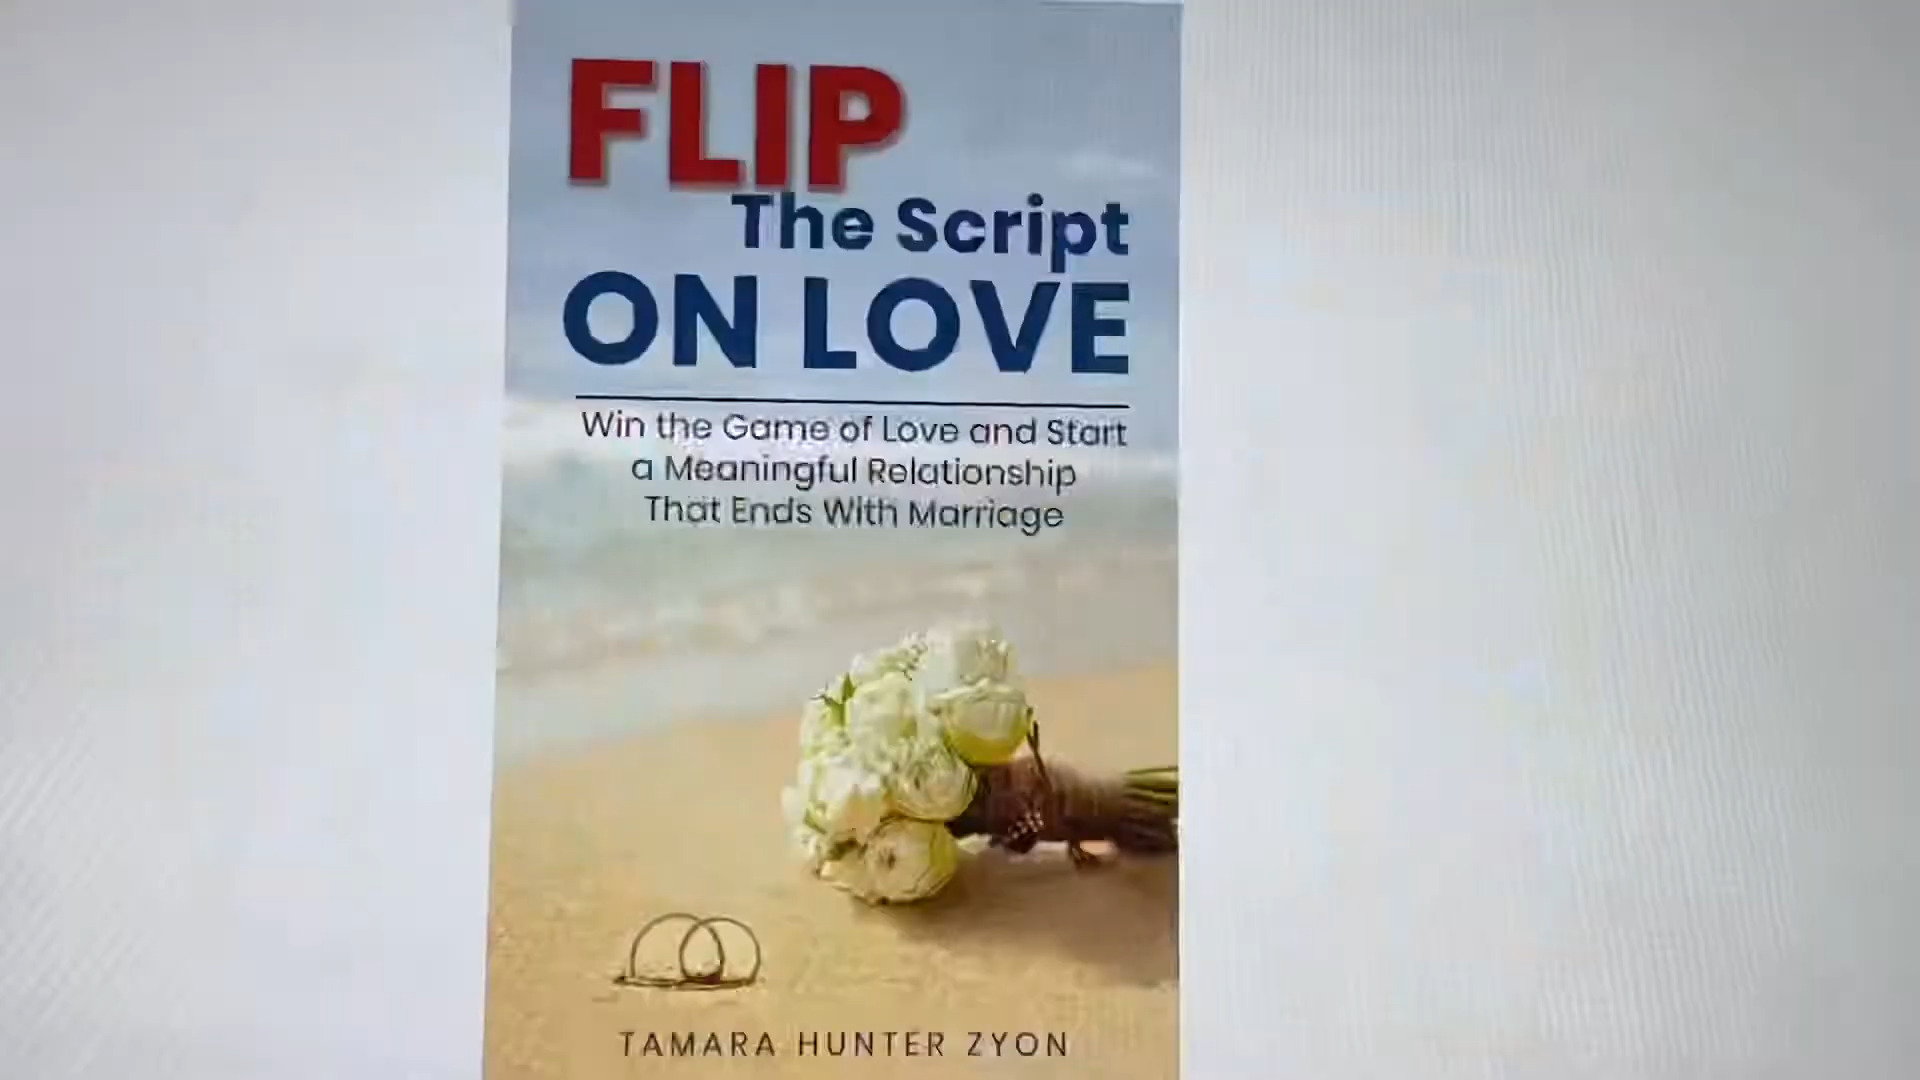 FLIP
The Script
ON LOVE
Win the Game of Love and Start
a Meaningful Relationship
That Ends With Marriage
TAMARA HUNTER ZYON